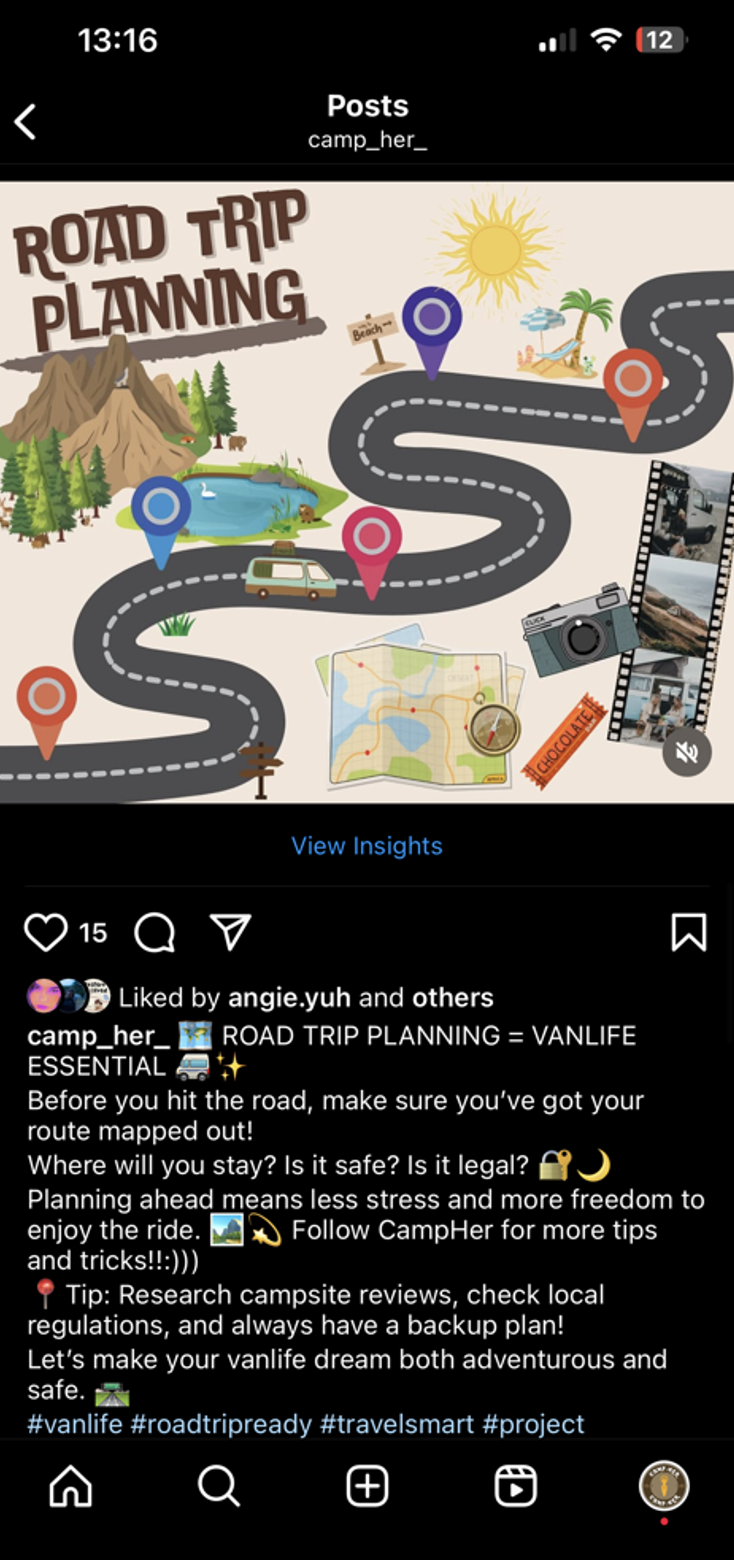 13:16
12
Posts
camp_her_
ROAD TRIP
PLANNING
Beach
CLICK
CHOCOLATE
View Insights
15
Liked by angie.yuh and others
camp_her_ 🗺️ ROAD TRIP PLANNING = VANLIFE
ESSENTIAL 🚐✨
Before you hit the road, make sure you’ve got your
route mapped out!
Where will you stay? Is it safe? Is it legal? 🔐🌙
Planning ahead means less stress and more freedom to
enjoy the ride. 🏞️💫 Follow CampHer for more tips
and tricks!!:)))
📍 Tip: Research campsite reviews, check local
regulations, and always have a backup plan!
Let’s make your vanlife dream both adventurous and
safe. 🛣️
#vanlife #roadtripready #travelsmart #project